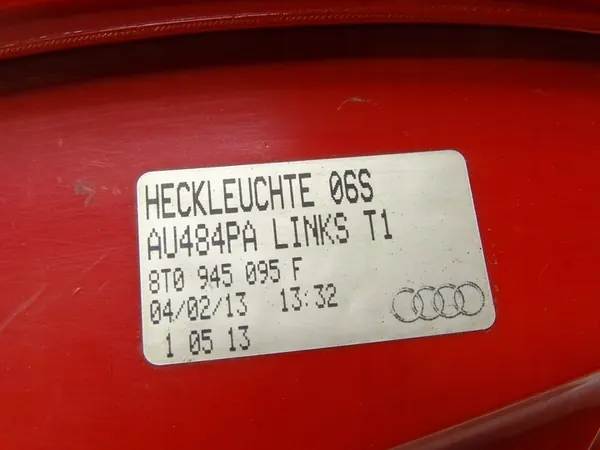 HECKLEUCHTE 06S
AU484PA LINKS T1
8T0 945 095 F
04/02/13 13:32
1 05 13